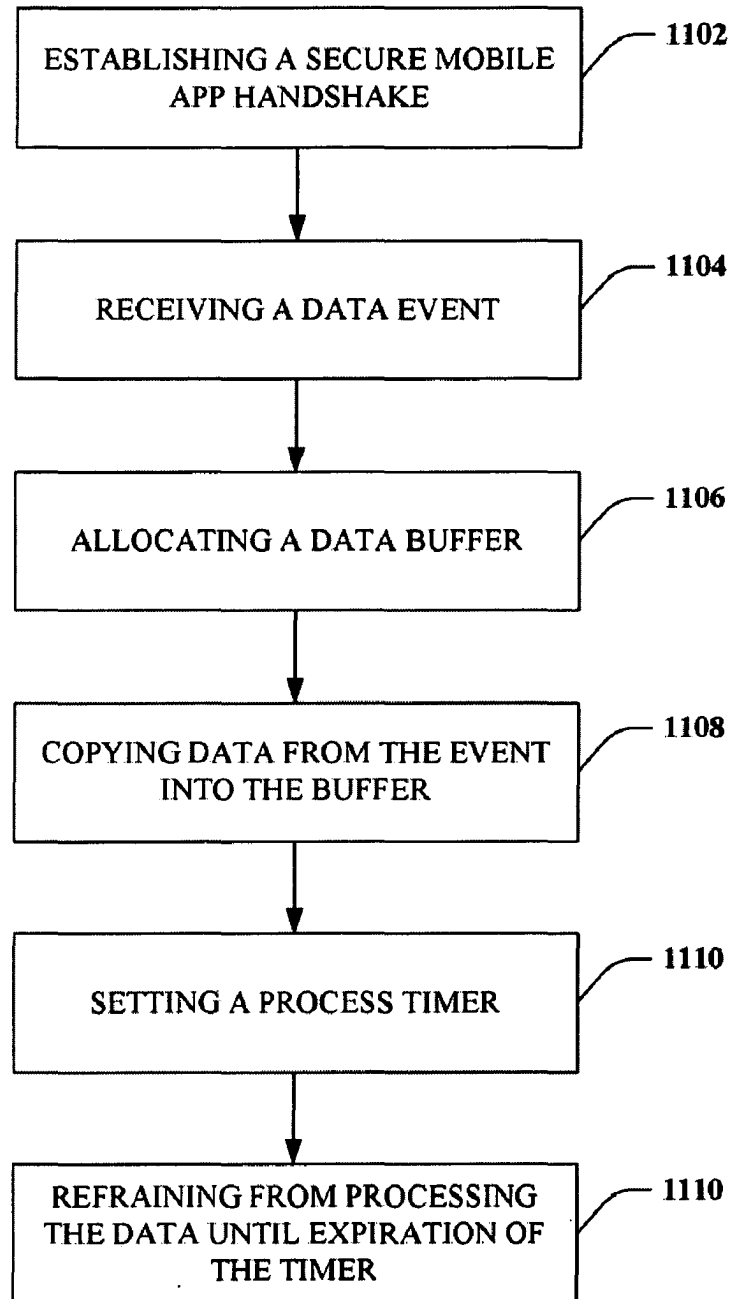 ESTABLISHING A SECURE MOBILE
APP HANDSHAKE
1102
RECEIVING A DATA EVENT
1104
ALLOCATING A DATA BUFFER
1106
COPYING DATA FROM THE EVENT
INTO THE BUFFER
1108
SETTING A PROCESS TIMER
1110
REFRAINING FROM PROCESSING
THE DATA UNTIL EXPIRATION OF
THE TIMER
1110